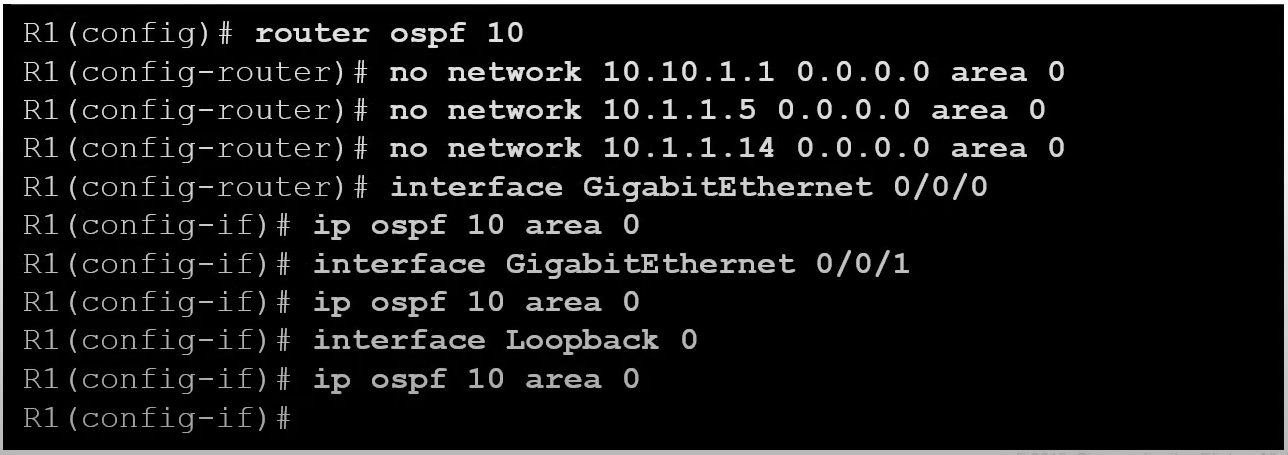 R1(config)# router ospf 10
R1(config-router)# no network 10.10.1.1 0.0.0.0 area 0
R1(config-router)# no network 10.1.1.5 0.0.0.0 area 0
R1(config-router)# no network 10.1.1.14 0.0.0.0 area 0
R1(config-router)# interface GigabitEthernet 0/0/0
R1(config-if)# ip ospf 10 area 0
R1(config-if)# interface GigabitEthernet 0/0/1
R1(config-if)# ip ospf 10 area 0
R1(config-if)# interface Loopback 0
R1(config-if)# ip ospf 10 area 0
R1(config-if)#